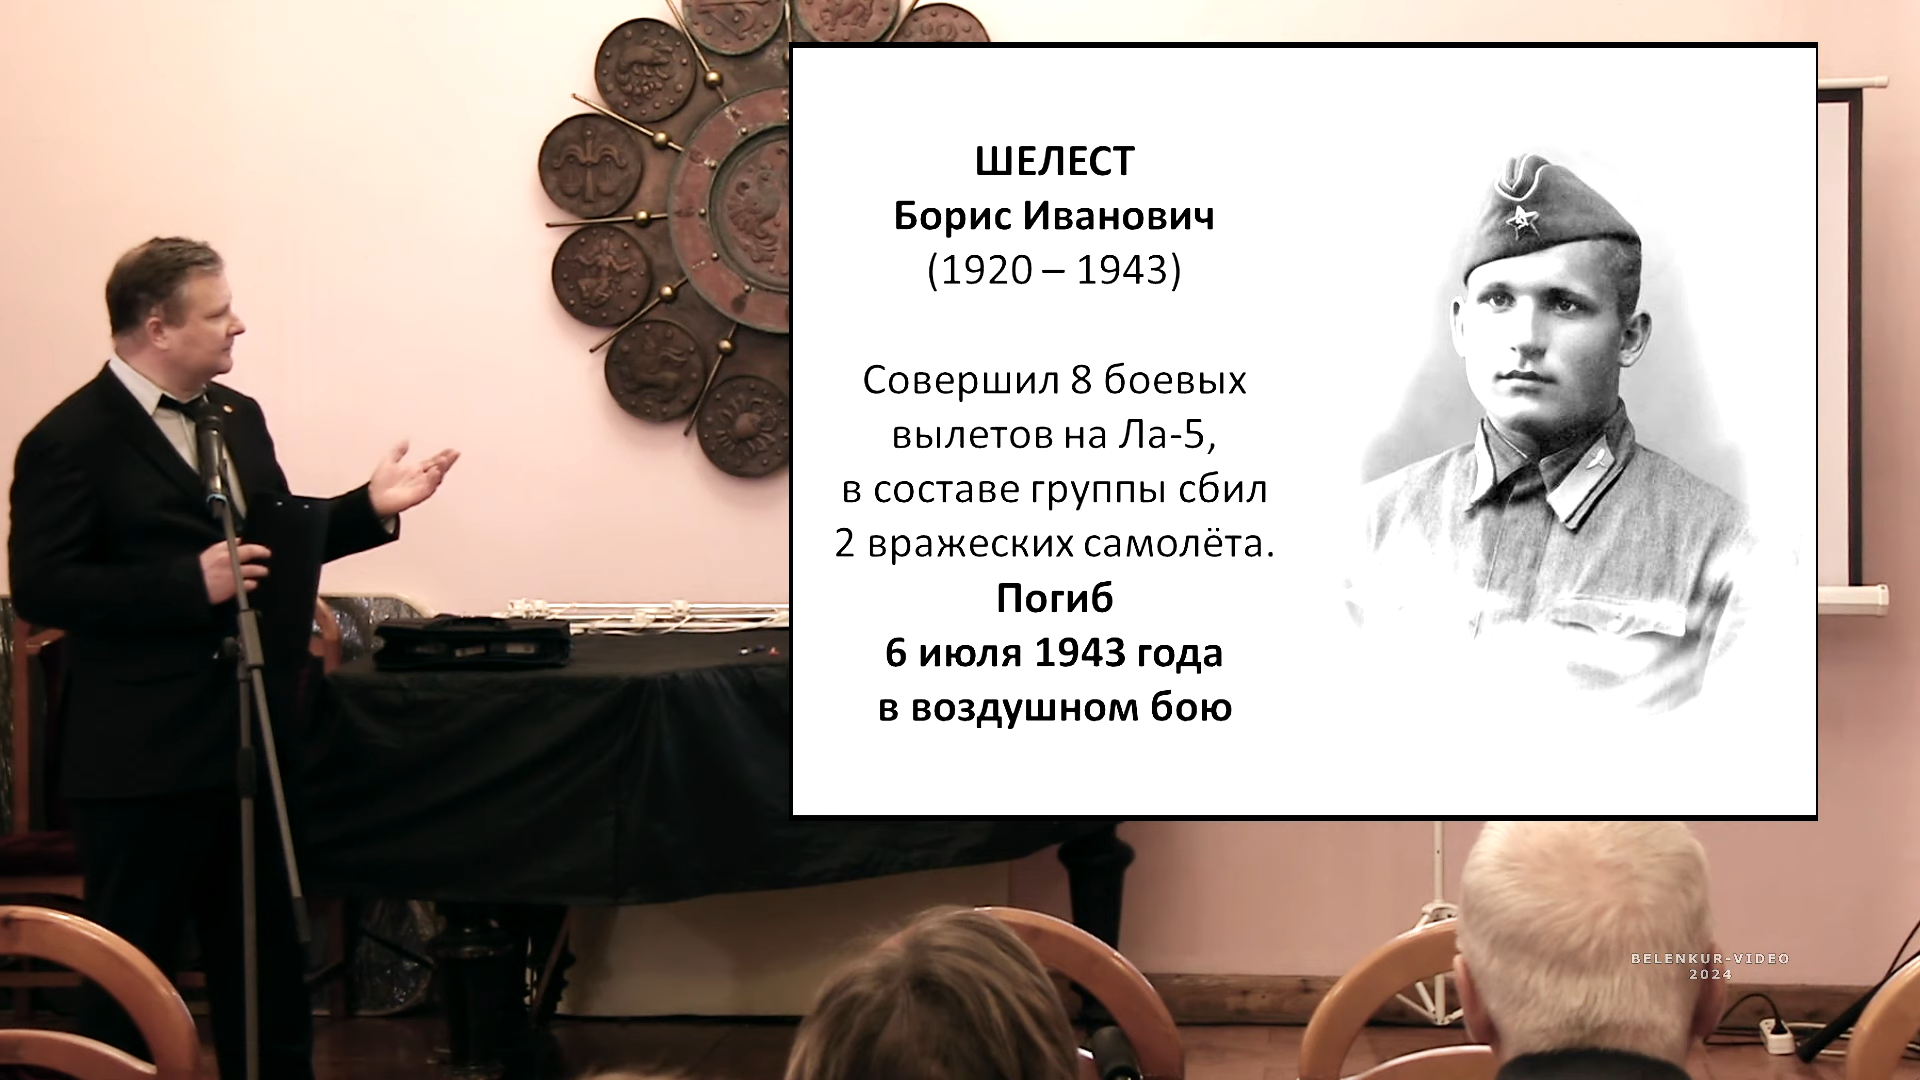 ШЕЛЕСТ
Борис Иванович
(1920 – 1943)
Совершил 8 боевых
вылетов на Ла-5,
в составе группы сбил
2 вражеских самолёта.
Погиб
6 июля 1943 года
в воздушном бою
BELENKUR-VIDEO
2024